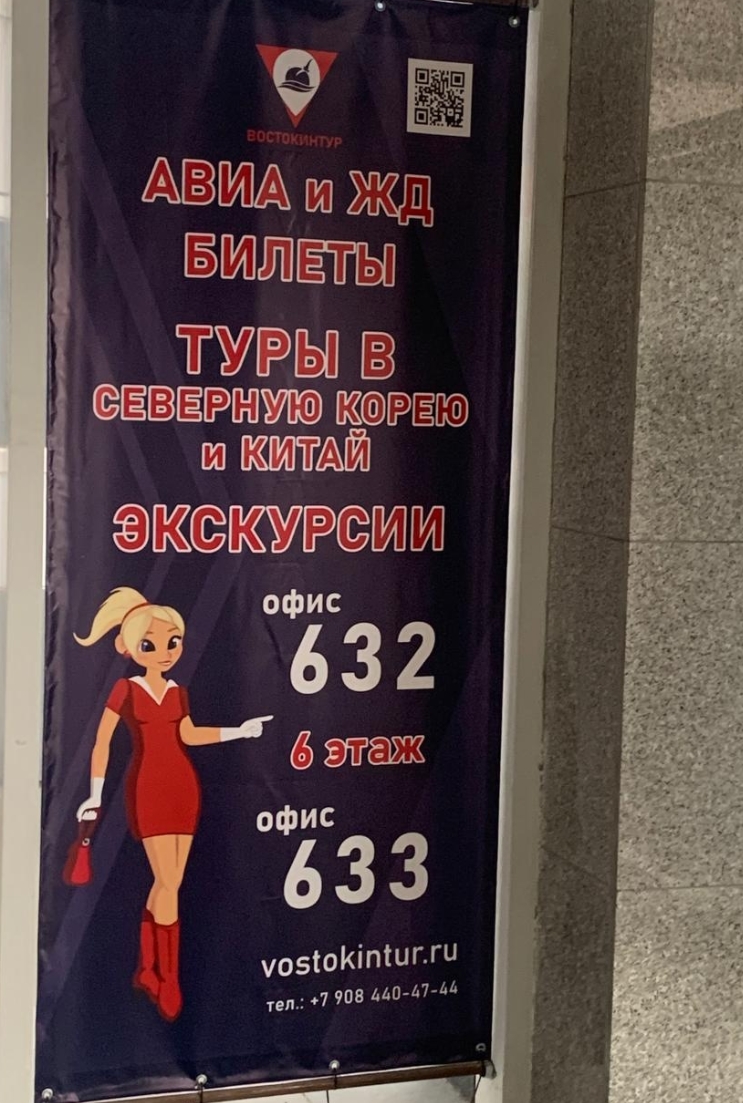 ВОСТОКИНТУР
АВИА и ЖД
БИЛЕТЫ
ТУРЫ В
СЕВЕРНУЮ КОРЕЮ
и КИТАЙ
ЭКСКУРСИИ
офис
632
6 этаж
офис
633
vostokintur.ru
тел.: +7 908 440-47-44